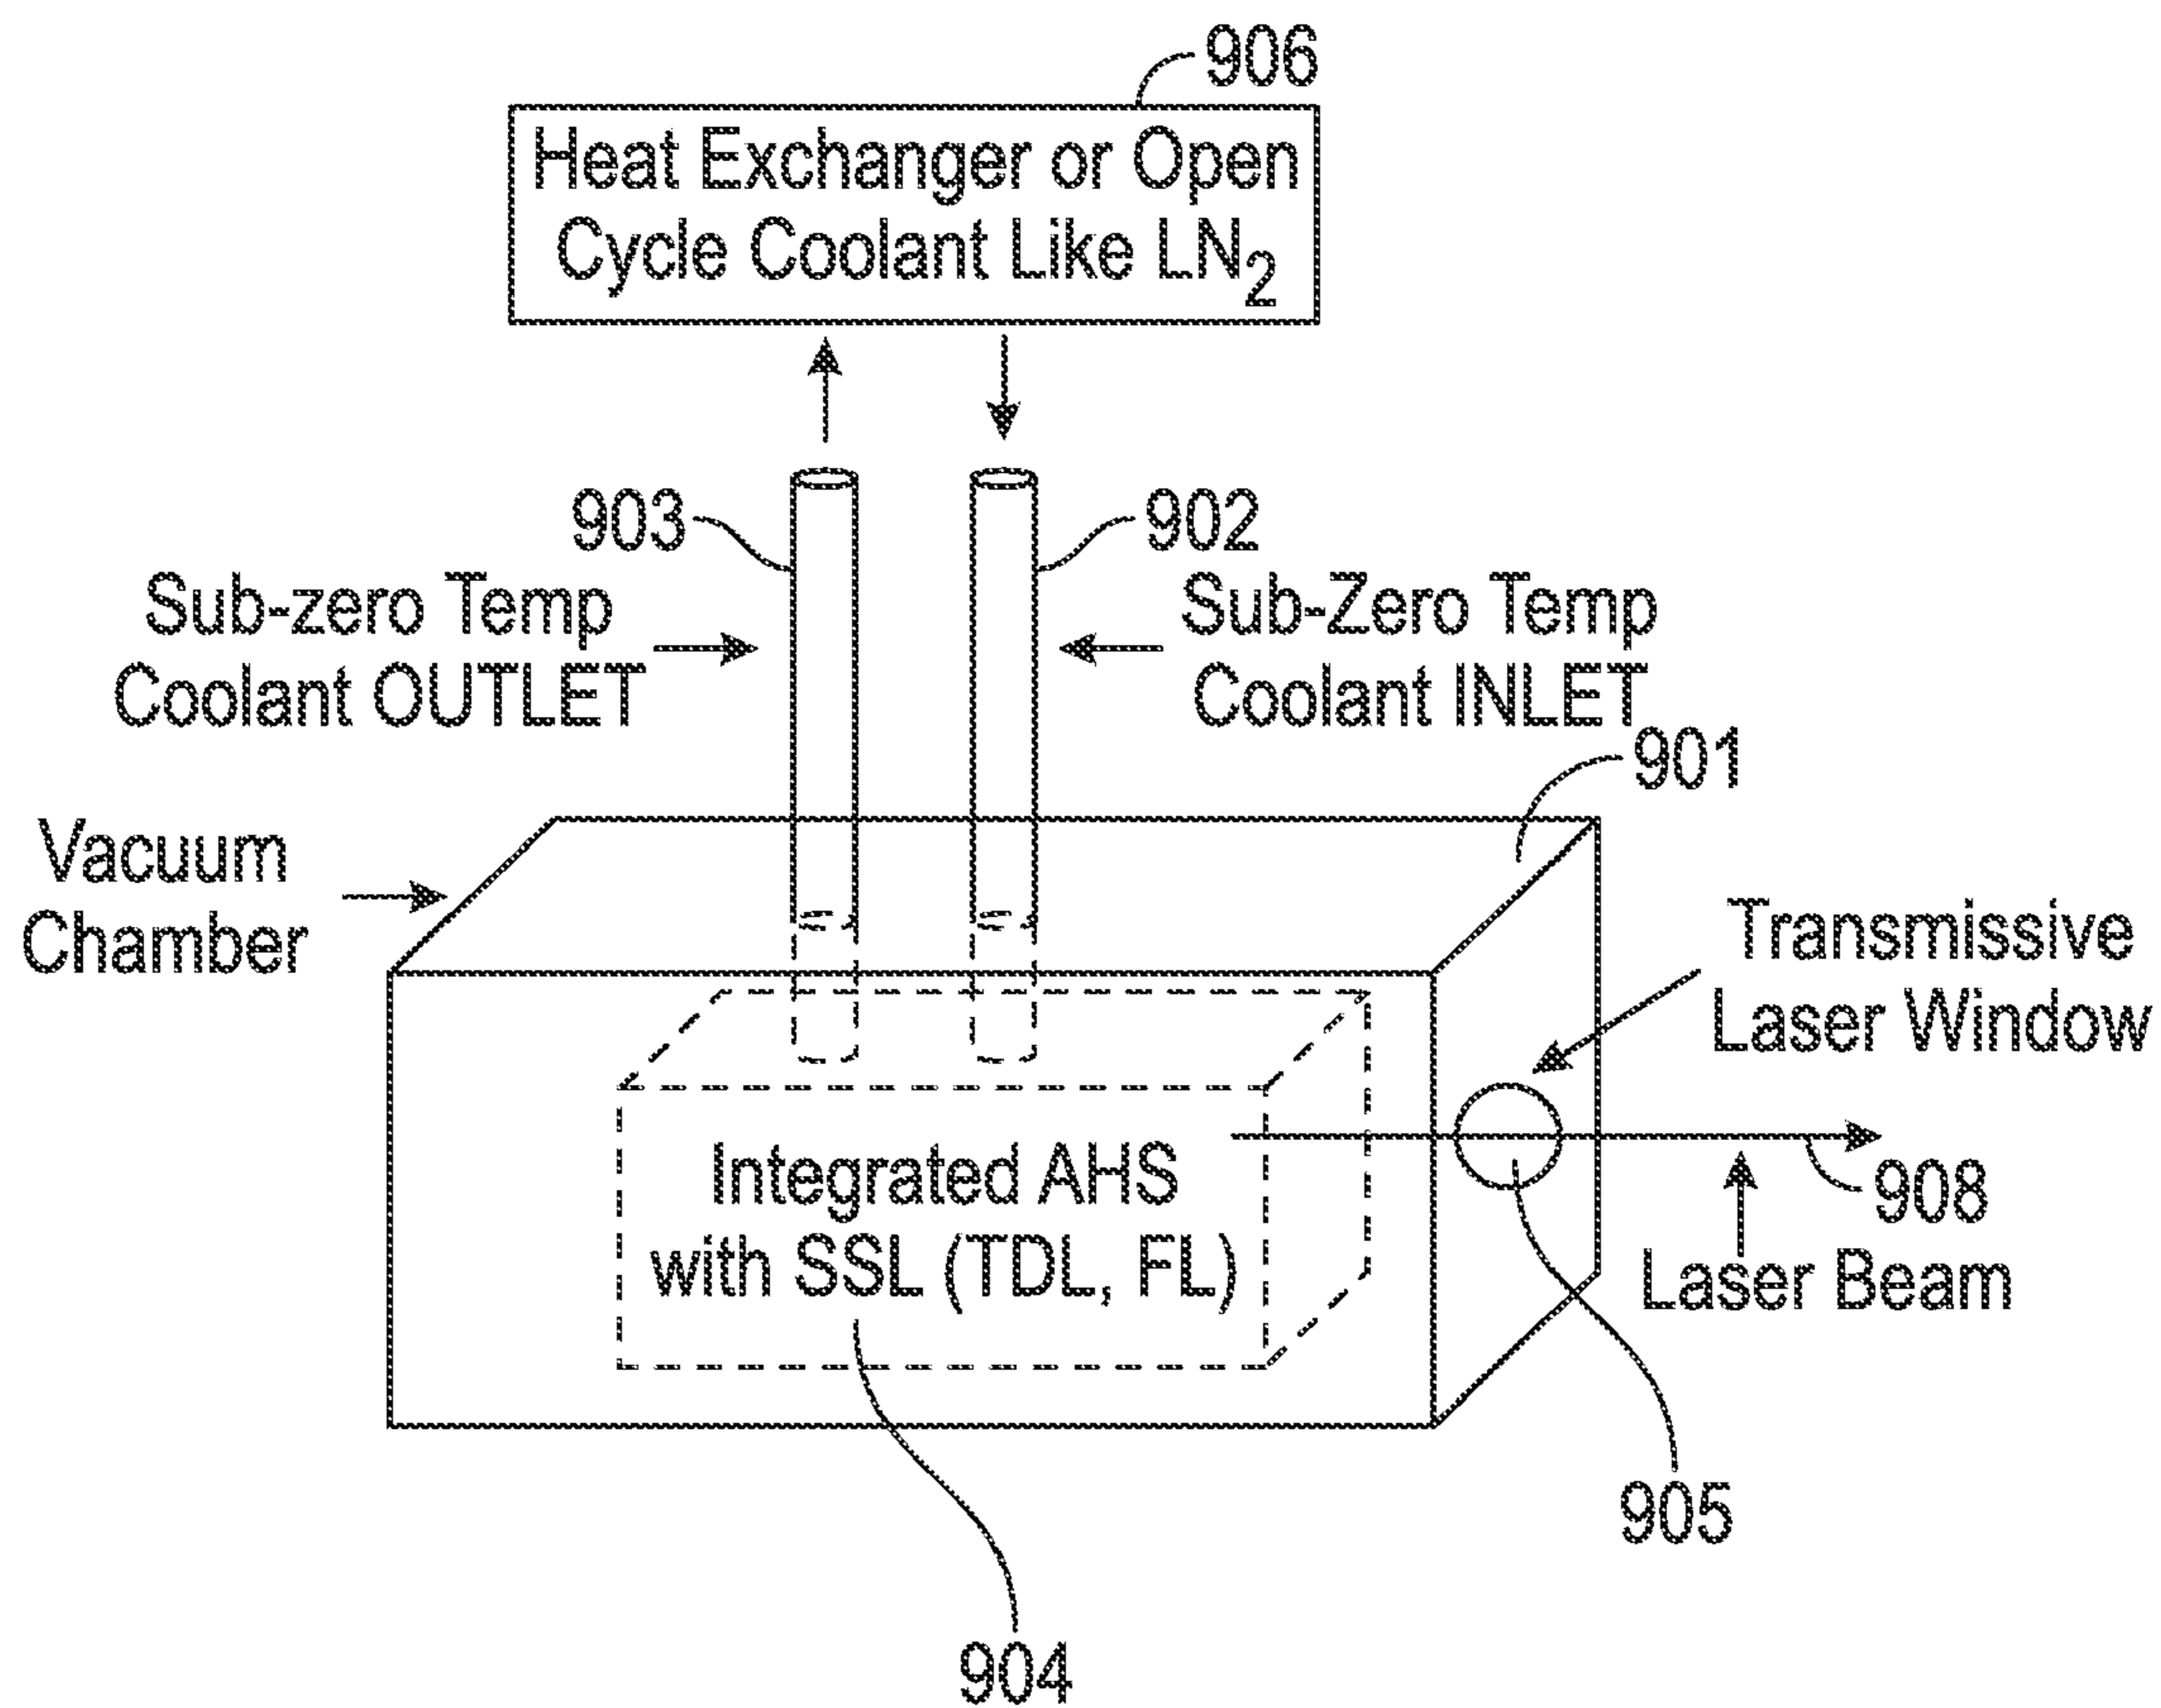 906
Heat Exchanger or Open
Cycle Coolant Like LN₂
903
902
Sub-zero Temp
Coolant OUTLET
Sub-Zero Temp
Coolant INLET
901
Vacuum
Chamber
Transmissive
Laser Window
Integrated AHS
with SSL (TDL, FL)
908
Laser Beam
905
904